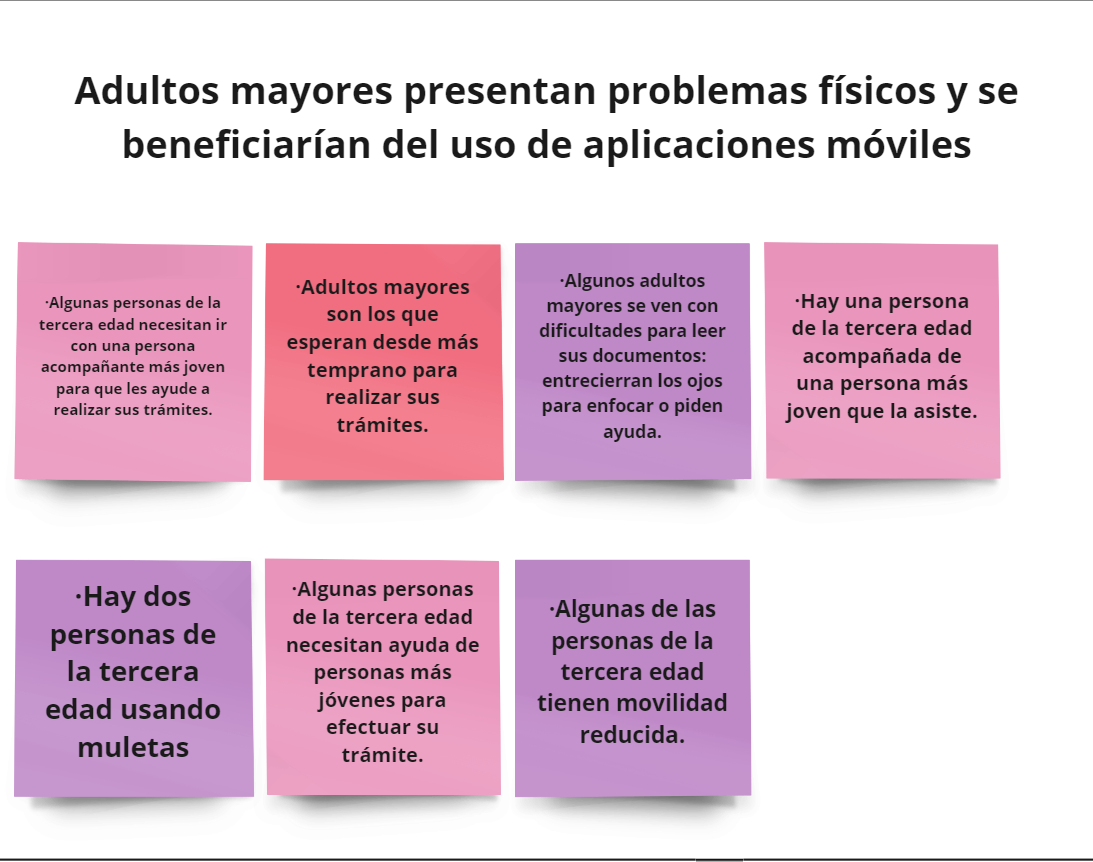 Adultos mayores presentan problemas físicos y se
beneficiarían del uso de aplicaciones móviles
·Algunas personas de la
tercera edad necesitan ir
con una persona
acompañante más joven
para que les ayude a
realizar sus trámites.
·Adultos mayores
son los que
esperan desde más
temprano para
realizar sus
trámites.
·Algunos adultos
mayores se ven con
dificultades para leer
sus documentos:
entrecierran los ojos
para enfocar o piden
ayuda.
·Hay una persona
de la tercera edad
acompañada de
una persona más
joven que la asiste.
·Hay dos
personas de
la tercera
edad usando
muletas
·Algunas personas
de la tercera edad
necesitan ayuda de
personas más
jóvenes para
efectuar su
trámite.
·Algunas de las
personas de la
tercera edad
tienen movilidad
reducida.